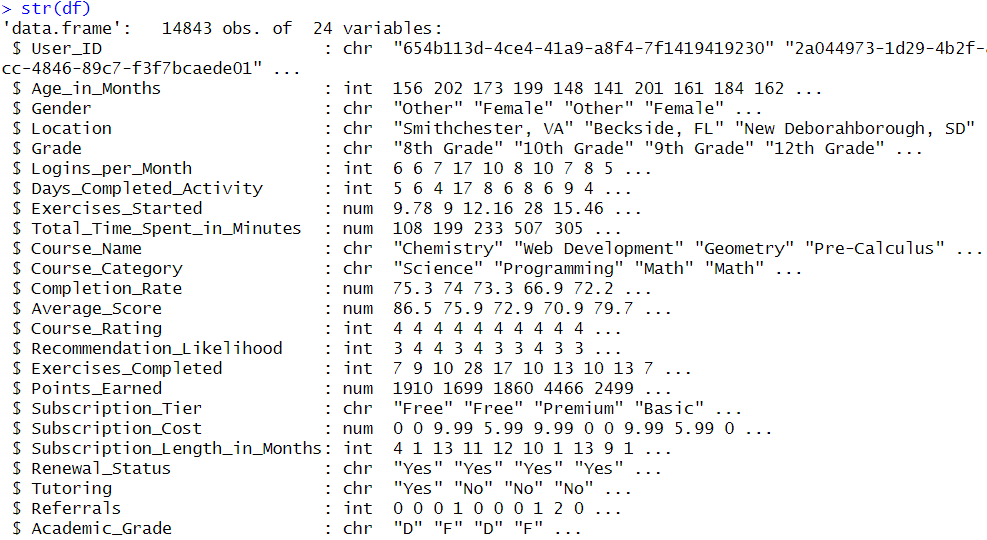 > str(df)
'data.frame':   14843 obs. of  24 variables:
 $ User_ID                      : chr  "654b113d-4ce4-41a9-a8f4-7f1419419230" "2a044973-1d29-4b2f-
cc-4846-89c7-f3f7bcaede01" ...
 $ Age_in_Months                : int  156 202 173 199 148 141 201 161 184 162 ...
 $ Gender                       : chr  "Other" "Female" "Other" "Female" ...
 $ Location                     : chr  "Smithchester, VA" "Beckside, FL" "New Deborahborough, SD"
 $ Grade                        : chr  "8th Grade" "10th Grade" "9th Grade" "12th Grade" ...
 $ Logins_per_Month             : int  6 6 7 17 10 8 10 7 8 5 ...
 $ Days_Completed_Activity      : int  5 6 4 17 8 6 8 6 9 4 ...
 $ Exercises_Started            : num  9.78 9 12.16 28 15.46 ...
 $ Total_Time_Spent_in_Minutes  : num  108 199 233 507 305 ...
 $ Course_Name                  : chr  "Chemistry" "Web Development" "Geometry" "Pre-Calculus" ...
 $ Course_Category              : chr  "Science" "Programming" "Math" "Math" ...
 $ Completion_Rate              : num  75.3 74 73.3 66.9 72.2 ...
 $ Average_Score                : num  86.5 75.9 72.9 70.9 79.7 ...
 $ Course_Rating                : int  4 4 4 4 4 4 4 4 4 4 ...
 $ Recommendation_Likelihood    : int  3 4 4 3 4 3 3 4 3 3 ...
 $ Exercises_Completed          : int  7 9 10 28 17 10 13 10 13 7 ...
 $ Points_Earned                : num  1910 1699 1860 4466 2499 ...
 $ Subscription_Tier            : chr  "Free" "Free" "Premium" "Basic" ...
 $ Subscription_Cost            : num  0 0 9.99 5.99 9.99 0 0 9.99 5.99 0 ...
 $ Subscription_Length_in_Months: int  4 1 13 11 12 10 1 13 9 1 ...
 $ Renewal_Status               : chr  "Yes" "Yes" "Yes" "Yes" ...
 $ Tutoring                     : chr  "Yes" "No" "No" "No" ...
 $ Referrals                    : int  0 0 0 1 0 0 0 1 2 0 ...
 $ Academic_Grade               : chr  "D" "F" "D" "F" ...